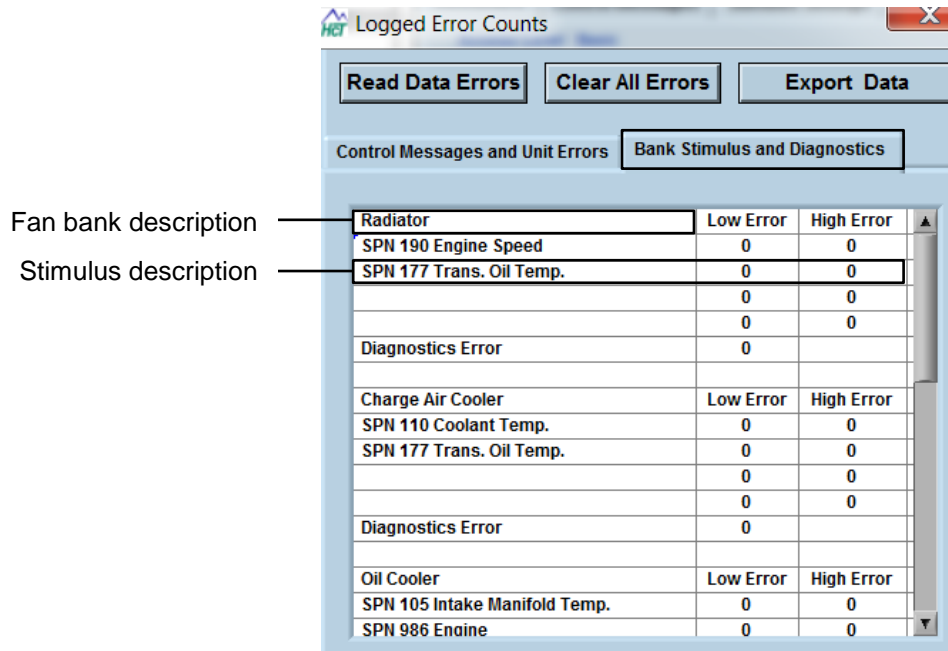 HCT Logged Error Counts X
Read Data Errors Clear All Errors Export Data
Control Messages and Unit Errors Bank Stimulus and Diagnostics
Fan bank description Radiator Low Error High Error
SPN 190 Engine Speed 0 0
Stimulus description SPN 177 Trans. Oil Temp. 0 0
0 0
0 0
Diagnostics Error 0
Charge Air Cooler Low Error High Error
SPN 110 Coolant Temp. 0 0
SPN 177 Trans. Oil Temp. 0 0
0 0
0 0
Diagnostics Error 0
Oil Cooler Low Error High Error
SPN 105 Intake Manifold Temp. 0 0
SPN 986 Engine 0 0